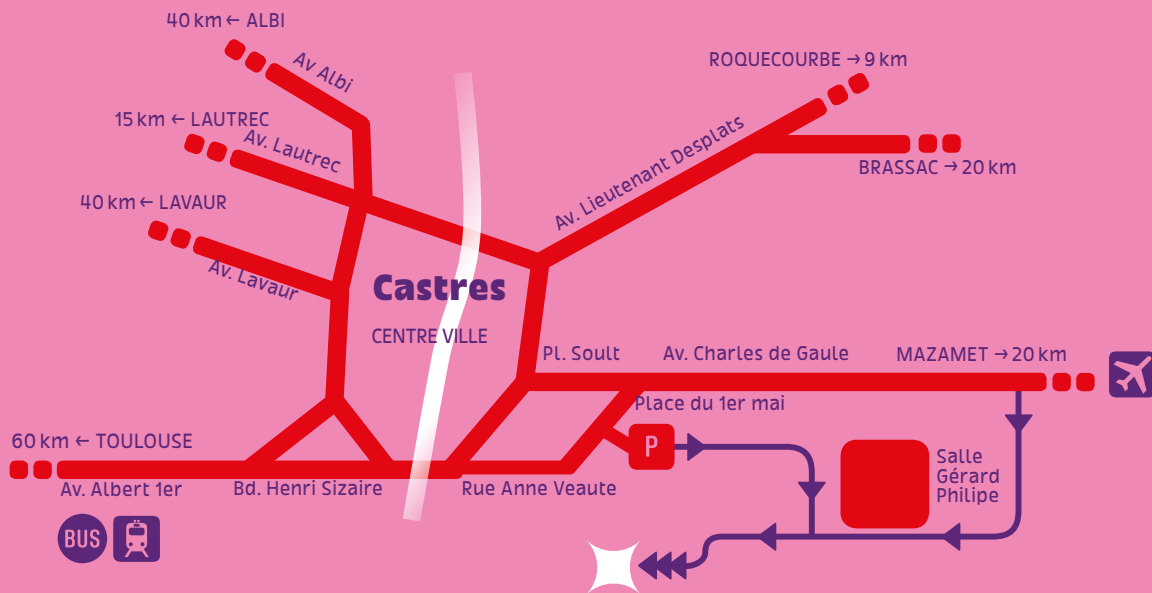 40 km ← ALBI
Av Albi
ROQUECOURBE → 9 km
15 km ← LAUTREC
Av. Lautrec
Av. Lieutenant Desplats
BRASSAC → 20 km
40 km ← LAVAUR
Av. Lavaur
Castres
CENTRE VILLE
Pl. Soult
Av. Charles de Gaule
MAZAMET → 20 km
Place du 1er mai
P
60 km ← TOULOUSE
Salle
Gérard
Philipe
Av. Albert 1er
Bd. Henri Sizaire
Rue Anne Veaute
BUS